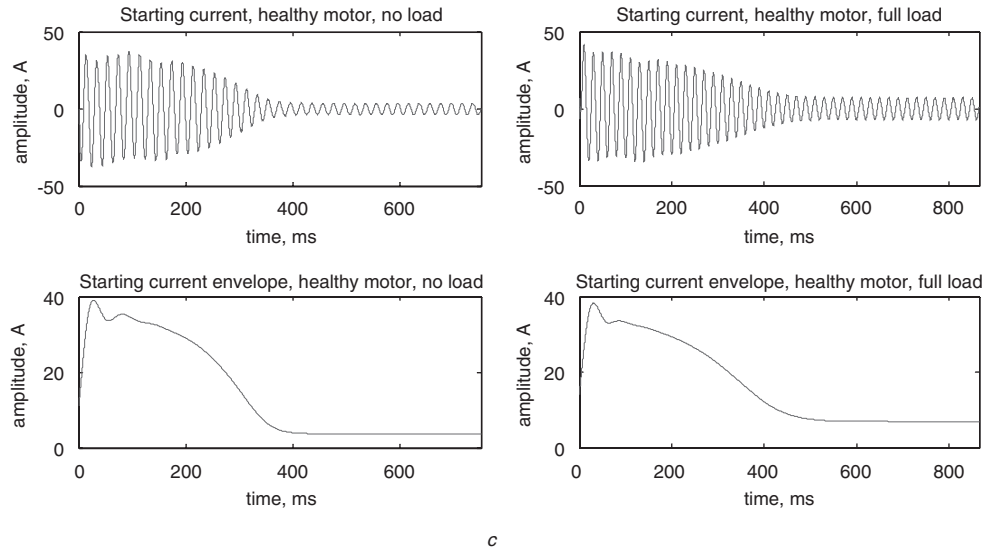 Starting current, healthy motor, no load
50
0
-50
amplitude, A
0 200 400 600
time, ms
Starting current, healthy motor, full load
50
0
-50
amplitude, A
0 200 400 600 800
time, ms
Starting current envelope, healthy motor, no load
40
20
0
amplitude, A
0 200 400 600
time, ms
Starting current envelope, healthy motor, full load
40
20
0
amplitude, A
0 200 400 600 800
time, ms
c